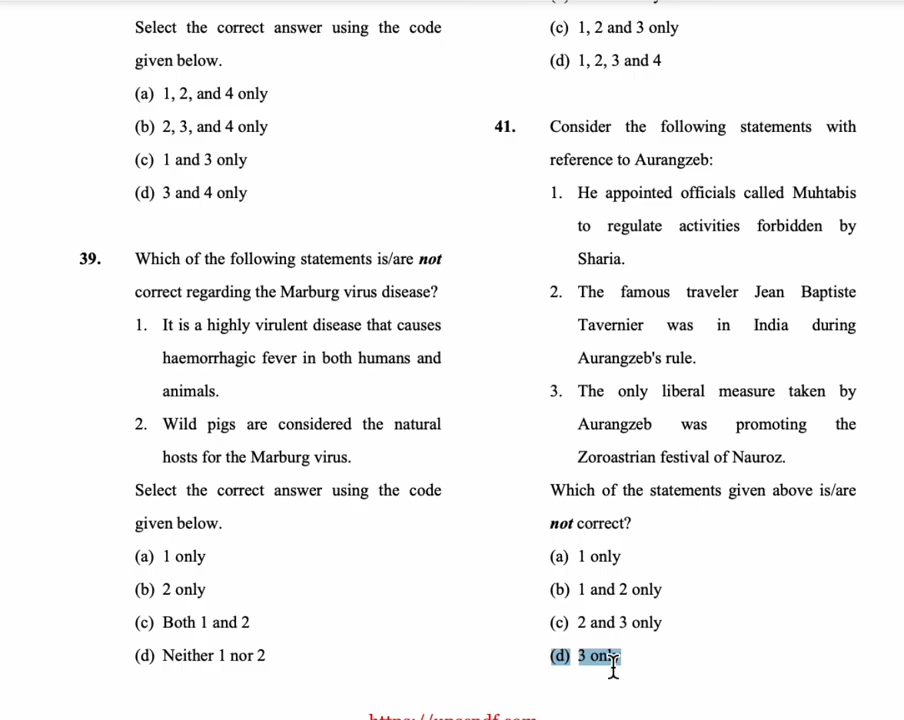 Select the correct answer using the code
given below.
(a) 1, 2, and 4 only
(b) 2, 3, and 4 only
(c) 1 and 3 only
(d) 3 and 4 only
39. Which of the following statements is/are not
correct regarding the Marburg virus disease?
1. It is a highly virulent disease that causes
haemorrhagic fever in both humans and
animals.
2. Wild pigs are considered the natural
hosts for the Marburg virus.
Select the correct answer using the code
given below.
(a) 1 only
(b) 2 only
(c) Both 1 and 2
(d) Neither 1 nor 2
(c) 1, 2 and 3 only
(d) 1, 2, 3 and 4
41. Consider the following statements with
reference to Aurangzeb:
1. He appointed officials called Muhtabis
to regulate activities forbidden by
Sharia.
2. The famous traveler Jean Baptiste
Tavernier was in India during
Aurangzeb's rule.
3. The only liberal measure taken by
Aurangzeb was promoting the
Zoroastrian festival of Nauroz.
Which of the statements given above is/are
not correct?
(a) 1 only
(b) 1 and 2 only
(c) 2 and 3 only
(d) 3 only